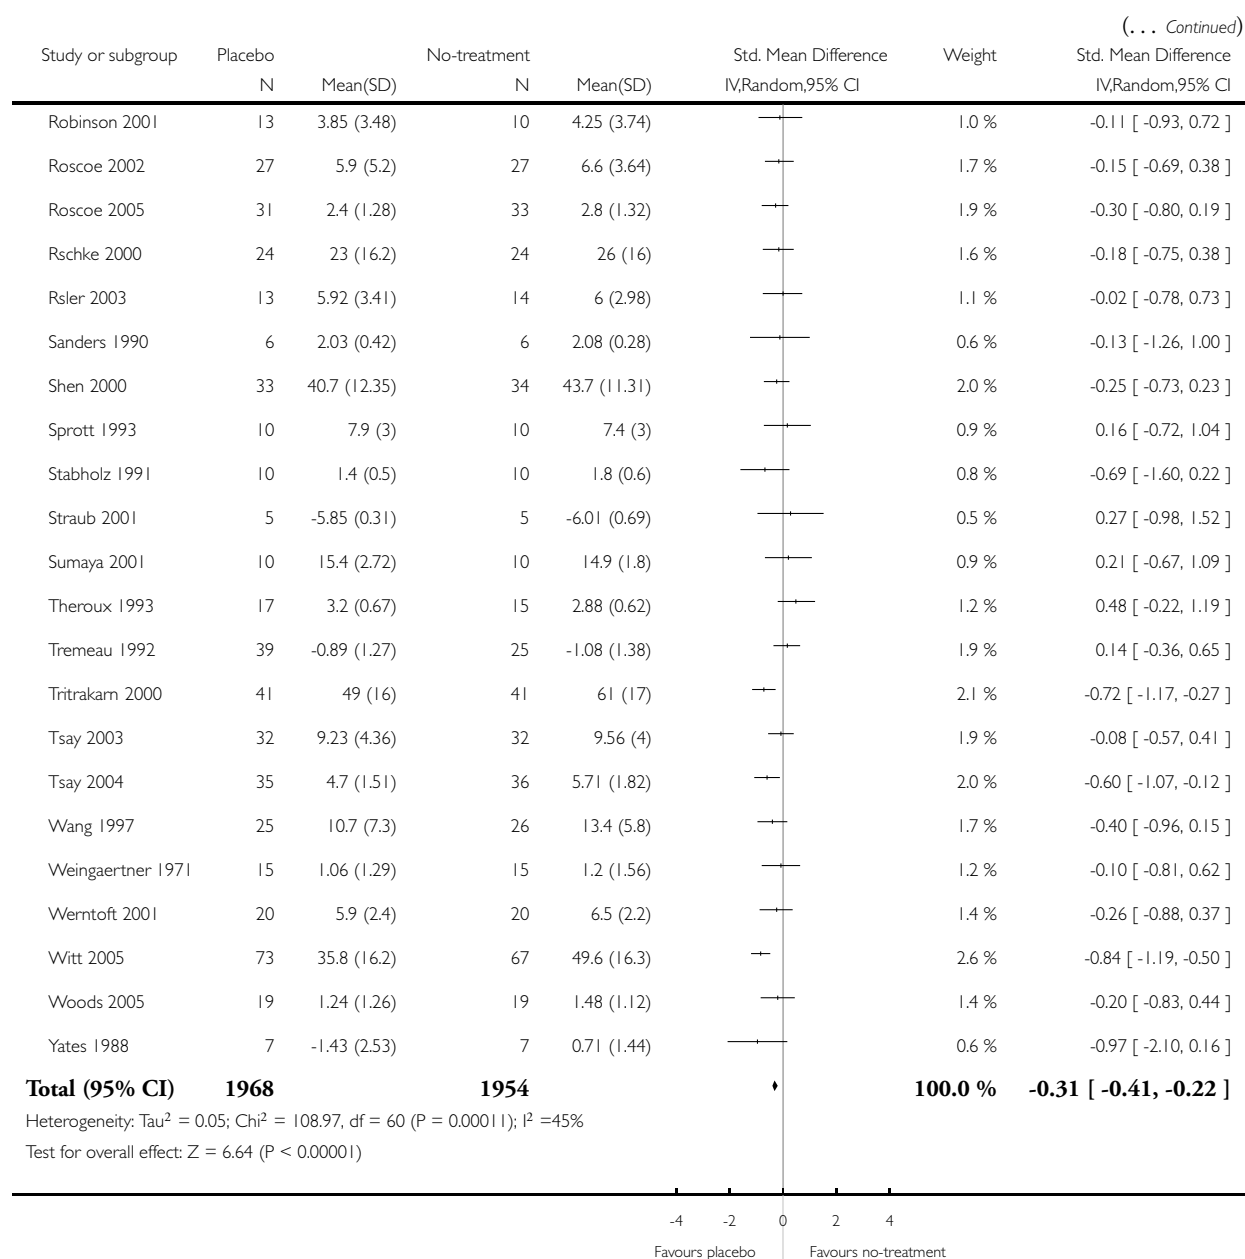 (... Continued)
Study or subgroup Placebo No-treatment Std. Mean Difference Weight Std. Mean Difference
N Mean(SD) N Mean(SD) IV,Random,95% CI IV,Random,95% CI
Robinson 2001 13 3.85 (3.48) 10 4.25 (3.74) 1.0 % -0.11 [ -0.93, 0.72 ]
Roscoe 2002 27 5.9 (5.2) 27 6.6 (3.64) 1.7 % -0.15 [ -0.69, 0.38 ]
Roscoe 2005 31 2.4 (1.28) 33 2.8 (1.32) 1.9 % -0.30 [ -0.80, 0.19 ]
Rschke 2000 24 23 (16.2) 24 26 (16) 1.6 % -0.18 [ -0.75, 0.38 ]
Rsler 2003 13 5.92 (3.41) 14 6 (2.98) 1.1 % -0.02 [ -0.78, 0.73 ]
Sanders 1990 6 2.03 (0.42) 6 2.08 (0.28) 0.6 % -0.13 [ -1.26, 1.00 ]
Shen 2000 33 40.7 (12.35) 34 43.7 (11.31) 2.0 % -0.25 [ -0.73, 0.23 ]
Sprott 1993 10 7.9 (3) 10 7.4 (3) 0.9 % 0.16 [ -0.72, 1.04 ]
Stabholz 1991 10 1.4 (0.5) 10 1.8 (0.6) 0.8 % -0.69 [ -1.60, 0.22 ]
Straub 2001 5 -5.85 (0.31) 5 -6.01 (0.69) 0.5 % 0.27 [ -0.98, 1.52 ]
Sumaya 2001 10 15.4 (2.72) 10 14.9 (1.8) 0.9 % 0.21 [ -0.67, 1.09 ]
Theroux 1993 17 3.2 (0.67) 15 2.88 (0.62) 1.2 % 0.48 [ -0.22, 1.19 ]
Tremeau 1992 39 -0.89 (1.27) 25 -1.08 (1.38) 1.9 % 0.14 [ -0.36, 0.65 ]
Tritrakarn 2000 41 49 (16) 41 61 (17) 2.1 % -0.72 [ -1.17, -0.27 ]
Tsay 2003 32 9.23 (4.36) 32 9.56 (4) 1.9 % -0.08 [ -0.57, 0.41 ]
Tsay 2004 35 4.7 (1.51) 36 5.71 (1.82) 2.0 % -0.60 [ -1.07, -0.12 ]
Wang 1997 25 10.7 (7.3) 26 13.4 (5.8) 1.7 % -0.40 [ -0.96, 0.15 ]
Weingaertner 1971 15 1.06 (1.29) 15 1.2 (1.56) 1.2 % -0.10 [ -0.81, 0.62 ]
Werntoft 2001 20 5.9 (2.4) 20 6.5 (2.2) 1.4 % -0.26 [ -0.88, 0.37 ]
Witt 2005 73 35.8 (16.2) 67 49.6 (16.3) 2.6 % -0.84 [ -1.19, -0.50 ]
Woods 2005 19 1.24 (1.26) 19 1.48 (1.12) 1.4 % -0.20 [ -0.83, 0.44 ]
Yates 1988 7 -1.43 (2.53) 7 0.71 (1.44) 0.6 % -0.97 [ -2.10, 0.16 ]
Total (95% CI) 1968 1954 100.0 % -0.31 [ -0.41, -0.22 ]
Heterogeneity: Tau² = 0.05; Chi² = 108.97, df = 60 (P = 0.00011); I² =45%
Test for overall effect: Z = 6.64 (P < 0.00001)
-4 -2 0 2 4
Favours placebo Favours no-treatment